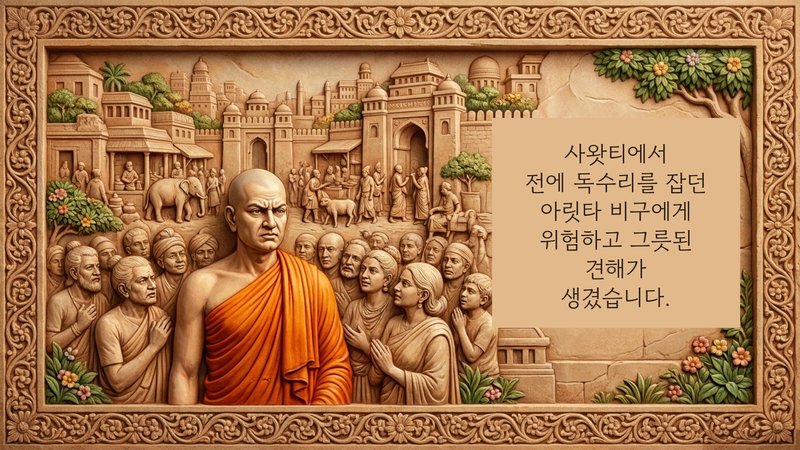 사왓티에서
전에 독수리를 잡던
아릿타 비구에게
위험하고 그릇된
견해가
생겼습니다.